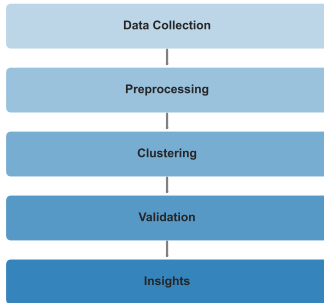 Data Collection
Preprocessing
Clustering
Validation
Insights